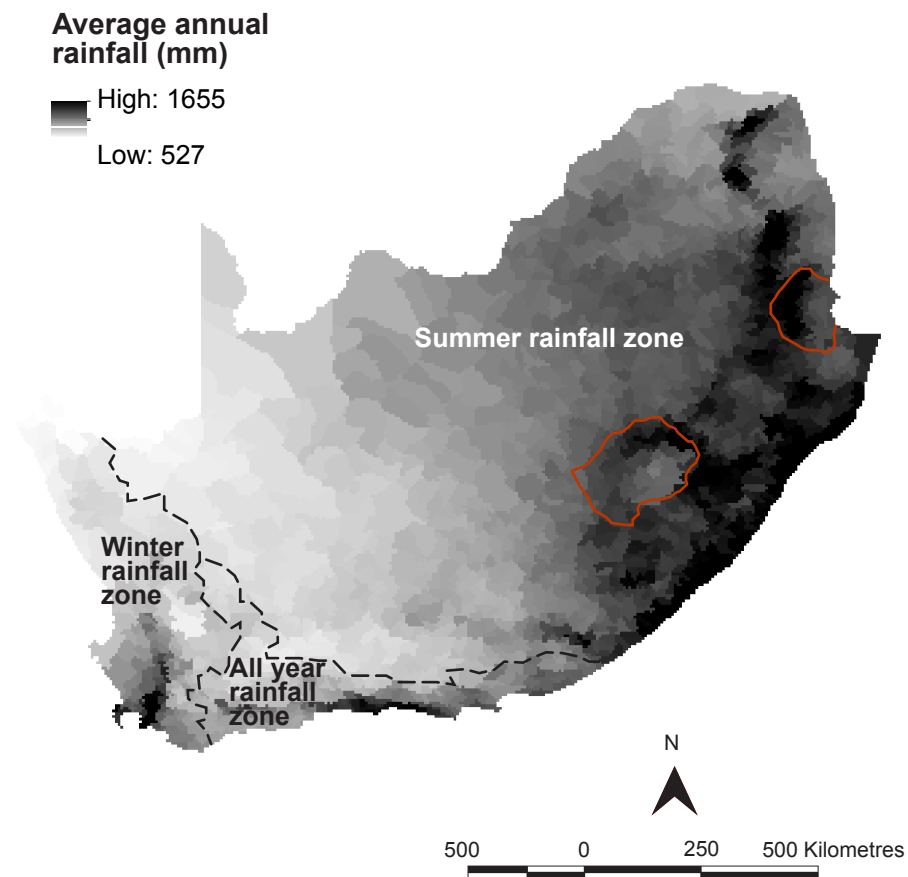 Average annual
rainfall (mm)
High: 1655
Low: 527
Summer rainfall zone
Winter
rainfall
zone
All year
rainfall
zone
N
500 0 250 500 Kilometres